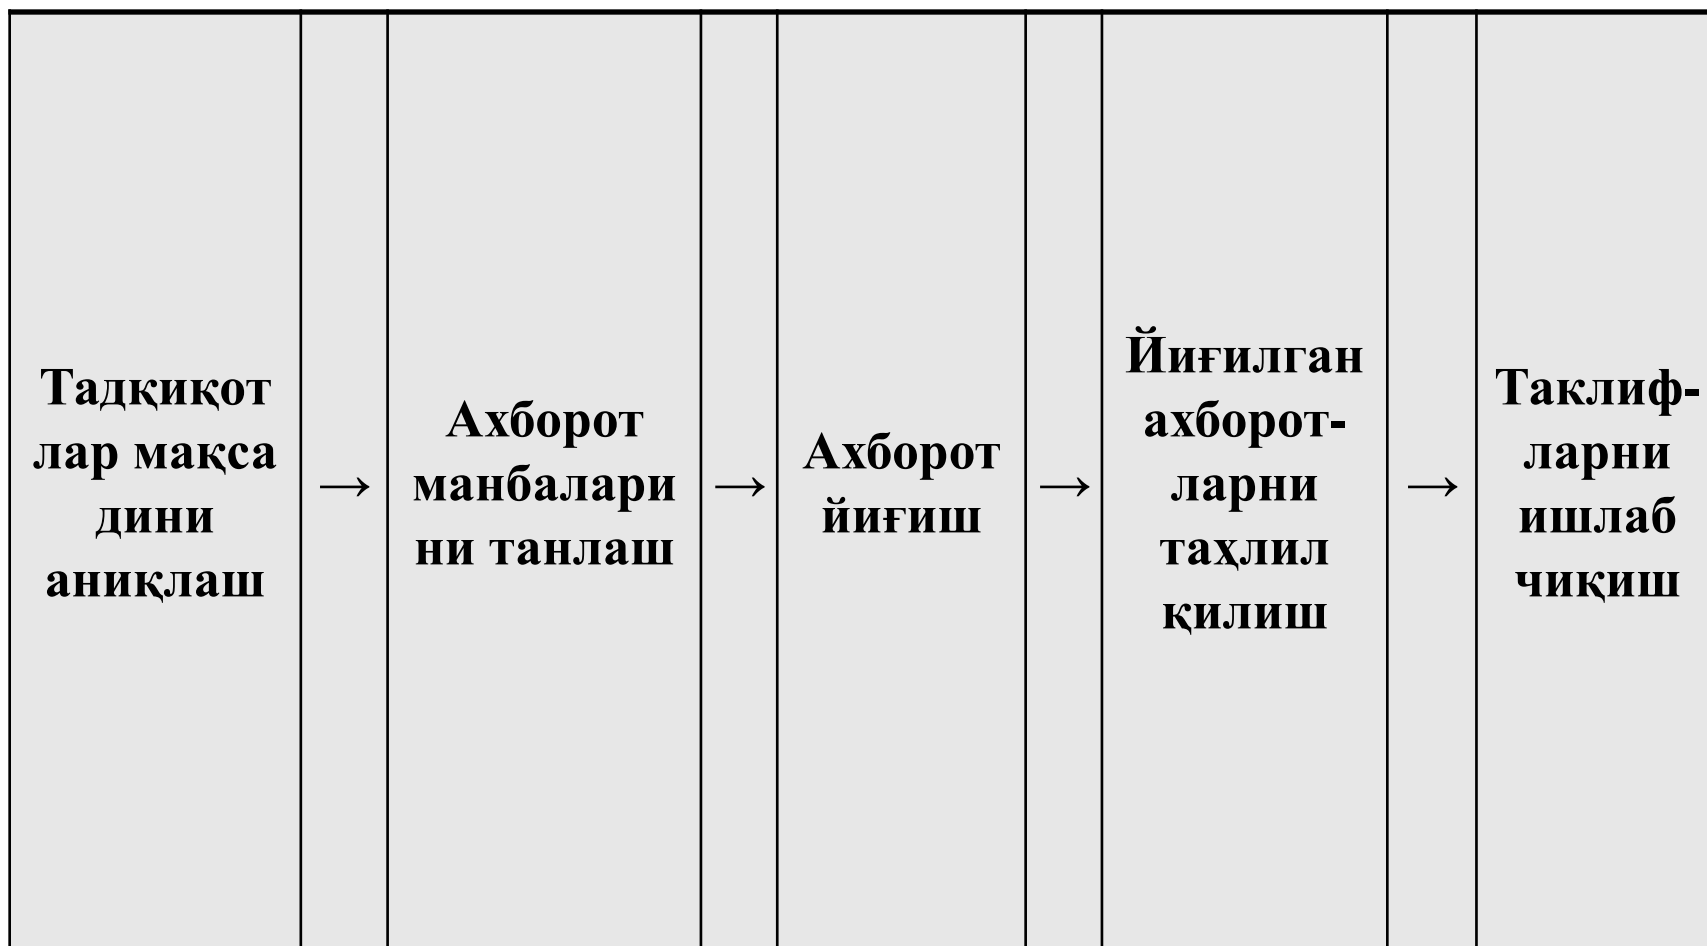 Тадқиқот
лар мақса
дини
аниқлаш
→
Ахборот
манбалари
ни танлаш
→
Ахборот
йиғиш
→
Йиғилган
ахборот-
ларни
таҳлил
қилиш
→
Таклиф-
ларни
ишлаб
чиқиш